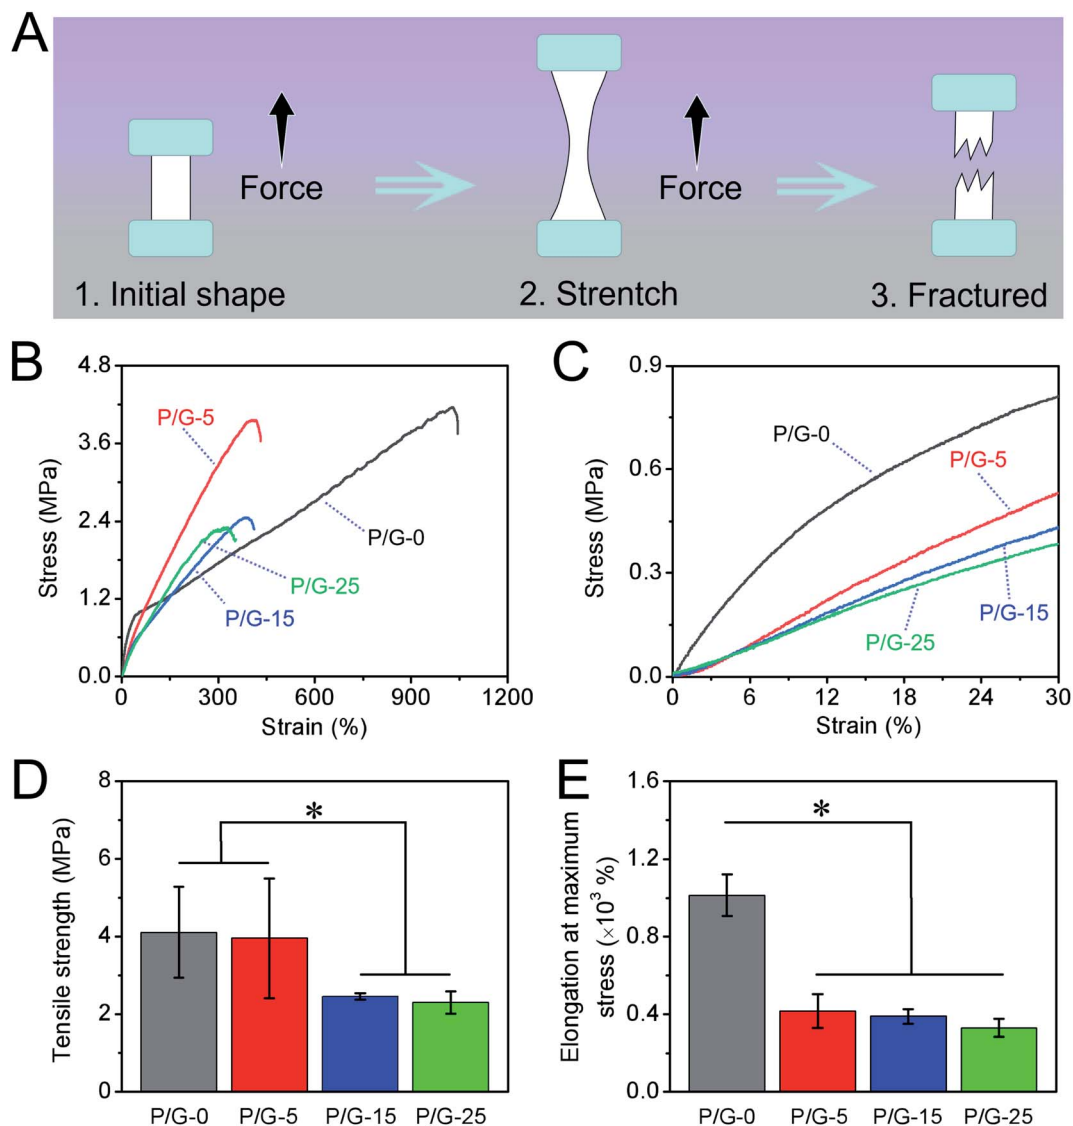 A
Force
Force
1. Initial shape
2. Strentch
3. Fractured
B
Stress (MPa)
4.8
3.6
2.4
1.2
0.0
P/G-5
P/G-0
P/G-25
P/G-15
0
300
600
900
1200
Strain (%)
C
Stress (MPa)
0.9
0.6
0.3
0.0
P/G-0
P/G-5
P/G-15
P/G-25
0
6
12
18
24
30
Strain (%)
D
Tensile strength (MPa)
8
6
4
2
0
*
P/G-0
P/G-5
P/G-15
P/G-25
E
Elongation at maximum
stress (×10³ %)
1.6
1.2
0.8
0.4
0.0
*
P/G-0
P/G-5
P/G-15
P/G-25